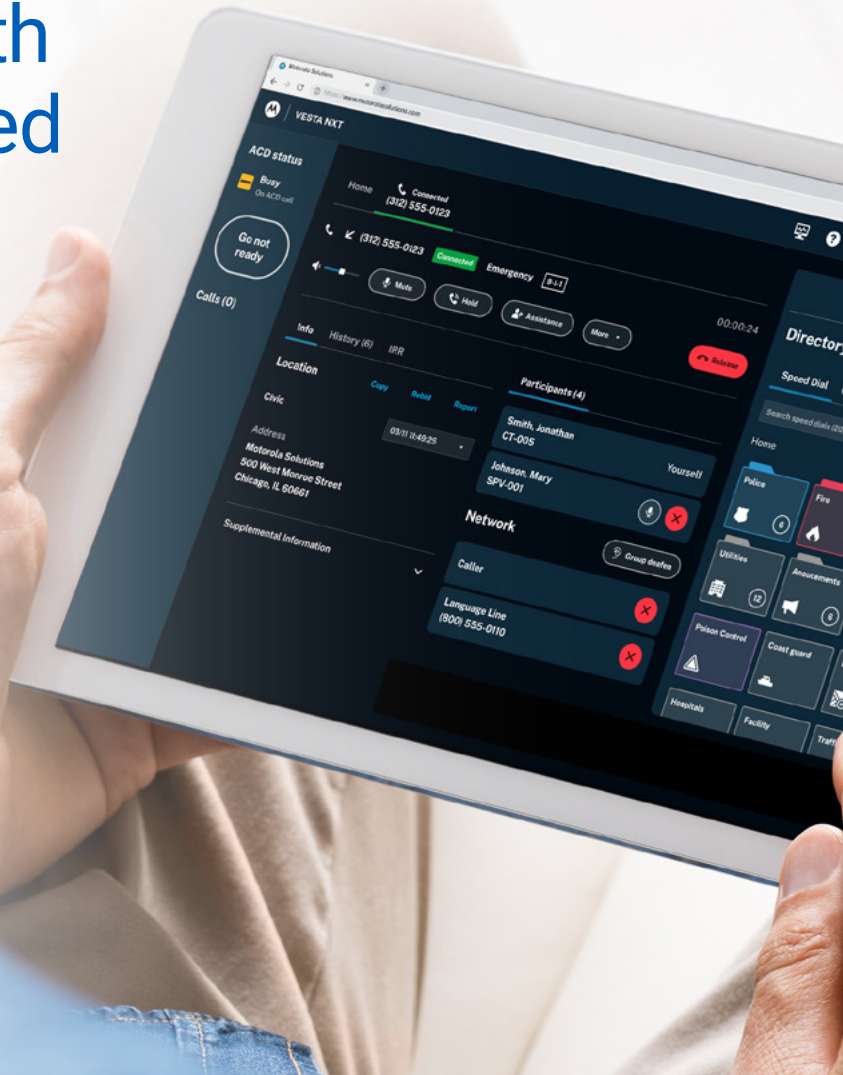 th
ed
Motorola Solutions
www.motorolasolutions.com
VESTA NXT
ACD status
Busy
On ACD call
Go not
ready
Calls (0)
Home
Connected
(312) 555-0123
(312) 555-0123
Connected
Emergency
00:00:24
Mute
Hold
Assistance
More
Release
Info
History (6)
IRR
Location
Copy
Rebid
Report
Civic
03/11 11:49:25
Address
Motorola Solutions
500 West Monroe Street
Chicago, IL 60661
Supplemental Information
Participants (4)
Smith, Jonathan
CT-005
Yourself
Johnson, Mary
SPV-001
Network
Group deafen
Caller
Language Line
(800) 555-0110
Directory
Speed Dial
Search speed dials (20
Home
Police
6
Fire
Utilities
12
Anoucements
6
Poison Control
Coast guard
Hospitals
Facility
Traff